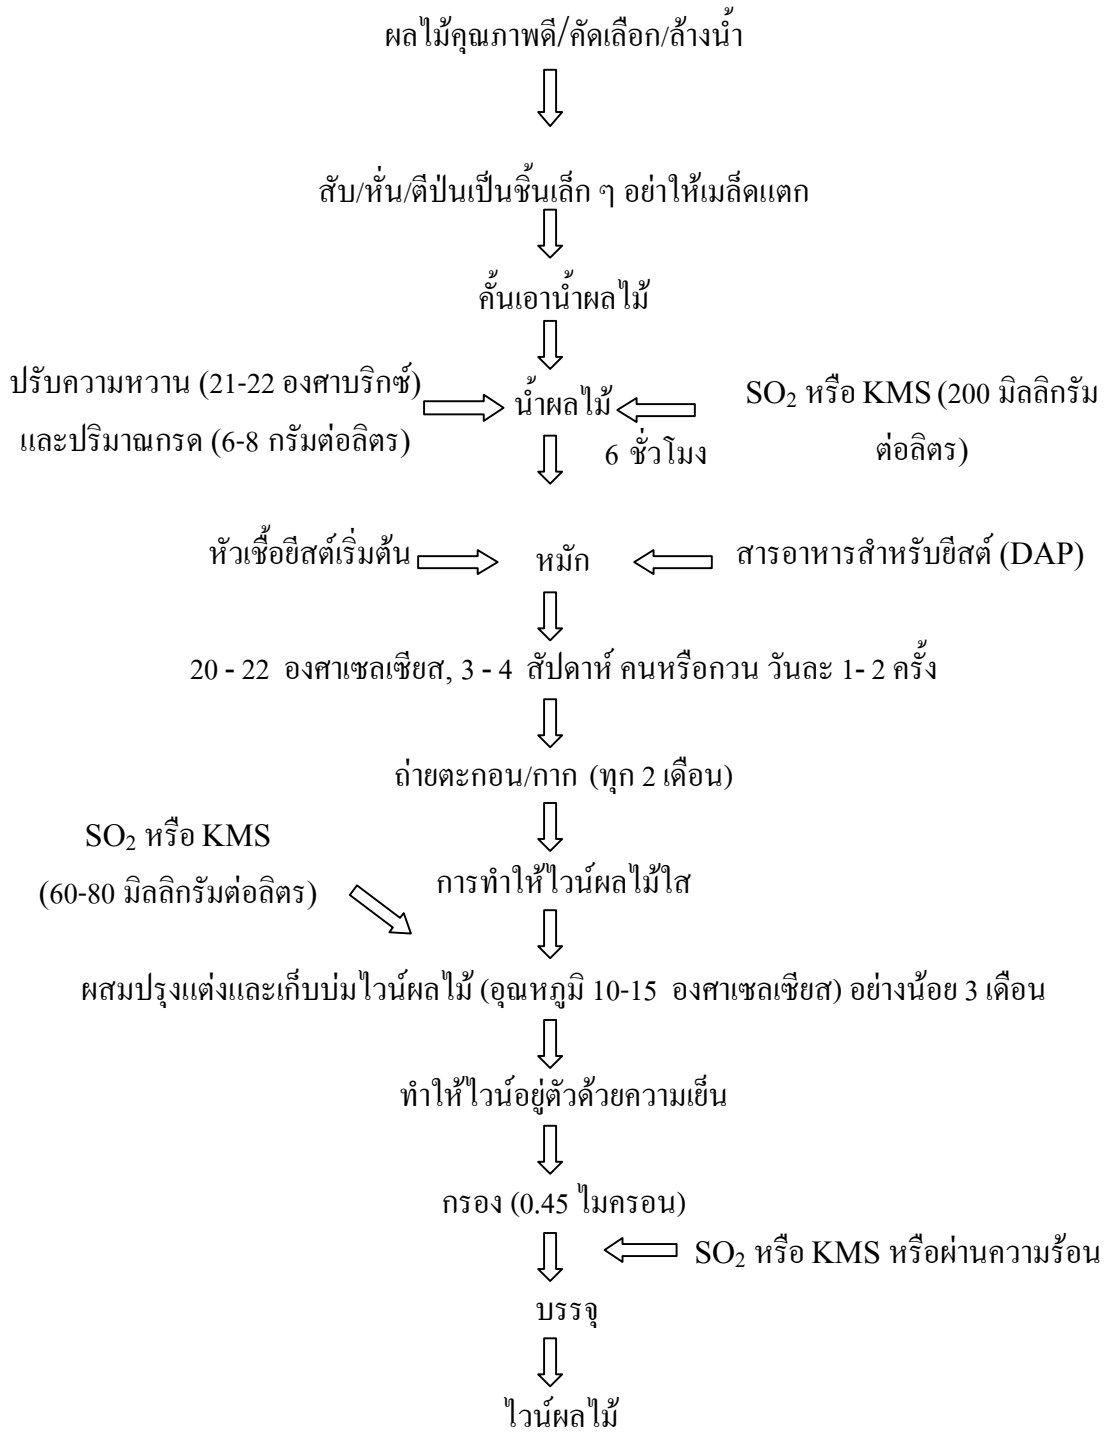 ผลไม้คุณภาพดี/คัดเลือก/ล้างน้ำ
สับ/หั่น/ตีป่นเป็นชิ้นเล็ก ๆ อย่าให้เมล็ดแตก
คั้นเอาน้ำผลไม้
ปรับความหวาน (21-22 องศาบริกซ์)
และปริมาณกรด (6-8 กรัมต่อลิตร)
น้ำผลไม้
SO₂ หรือ KMS (200 มิลลิกรัม
ต่อลิตร)
6 ชั่วโมง
หัวเชื้อยีสต์เริ่มต้น
หมัก
สารอาหารสำหรับยีสต์ (DAP)
20 - 22 องศาเซลเซียส, 3 - 4 สัปดาห์ คนหรือกวน วันละ 1- 2 ครั้ง
ถ่ายตะกอน/กาก (ทุก 2 เดือน)
SO₂ หรือ KMS
(60-80 มิลลิกรัมต่อลิตร)
การทำให้ไวน์ผลไม้ใส
ผสมปรุงแต่งและเก็บบ่มไวน์ผลไม้ (อุณหภูมิ 10-15 องศาเซลเซียส) อย่างน้อย 3 เดือน
ทำให้ไวน์อยู่ตัวด้วยความเย็น
กรอง (0.45 ไมครอน)
SO₂ หรือ KMS หรือผ่านความร้อน
บรรจุ
ไวน์ผลไม้